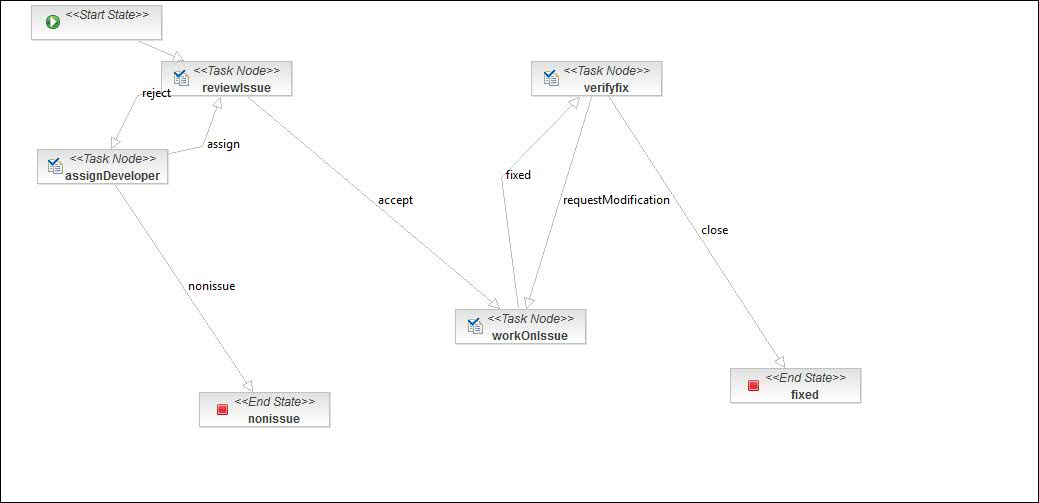 <<Start State>>
<<Task Node>>
reviewIssue
<<Task Node>>
verifyfix
reject
assign
<<Task Node>>
assignDeveloper
fixed
accept
requestModification
close
nonissue
<<Task Node>>
workOnIssue
<<End State>>
fixed
<<End State>>
nonissue